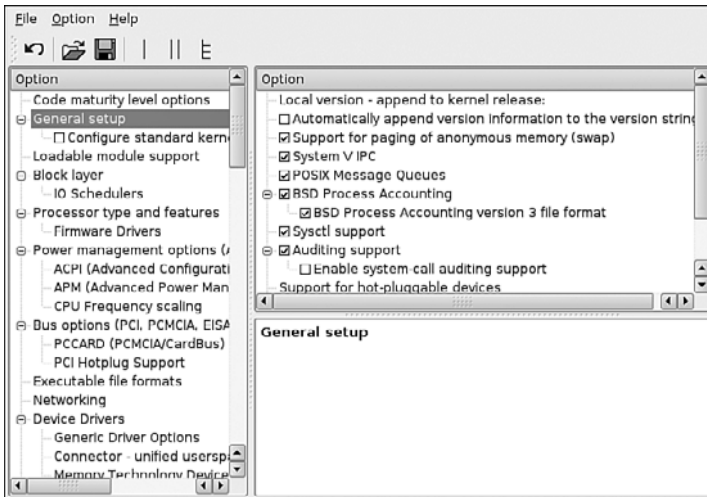 File Option Help
Option
Code maturity level options
General setup
Configure standard kern
Loadable module support
Block layer
IO Schedulers
Processor type and features
Firmware Drivers
Power management options (A
ACPI (Advanced Configurati
APM (Advanced Power Man
CPU Frequency scaling
Bus options (PCI, PCMCIA, EISA
PCCARD (PCMCIA/CardBus)
PCI Hotplug Support
Executable file formats
Networking
Device Drivers
Generic Driver Options
Connector - unified usersp
Memory Technology Device
Option
Local version - append to kernel release:
Automatically append version information to the version string
Support for paging of anonymous memory (swap)
System V IPC
POSIX Message Queues
BSD Process Accounting
BSD Process Accounting version 3 file format
Sysctl support
Auditing support
Enable system-call auditing support
Support for hot-pluggable devices
General setup